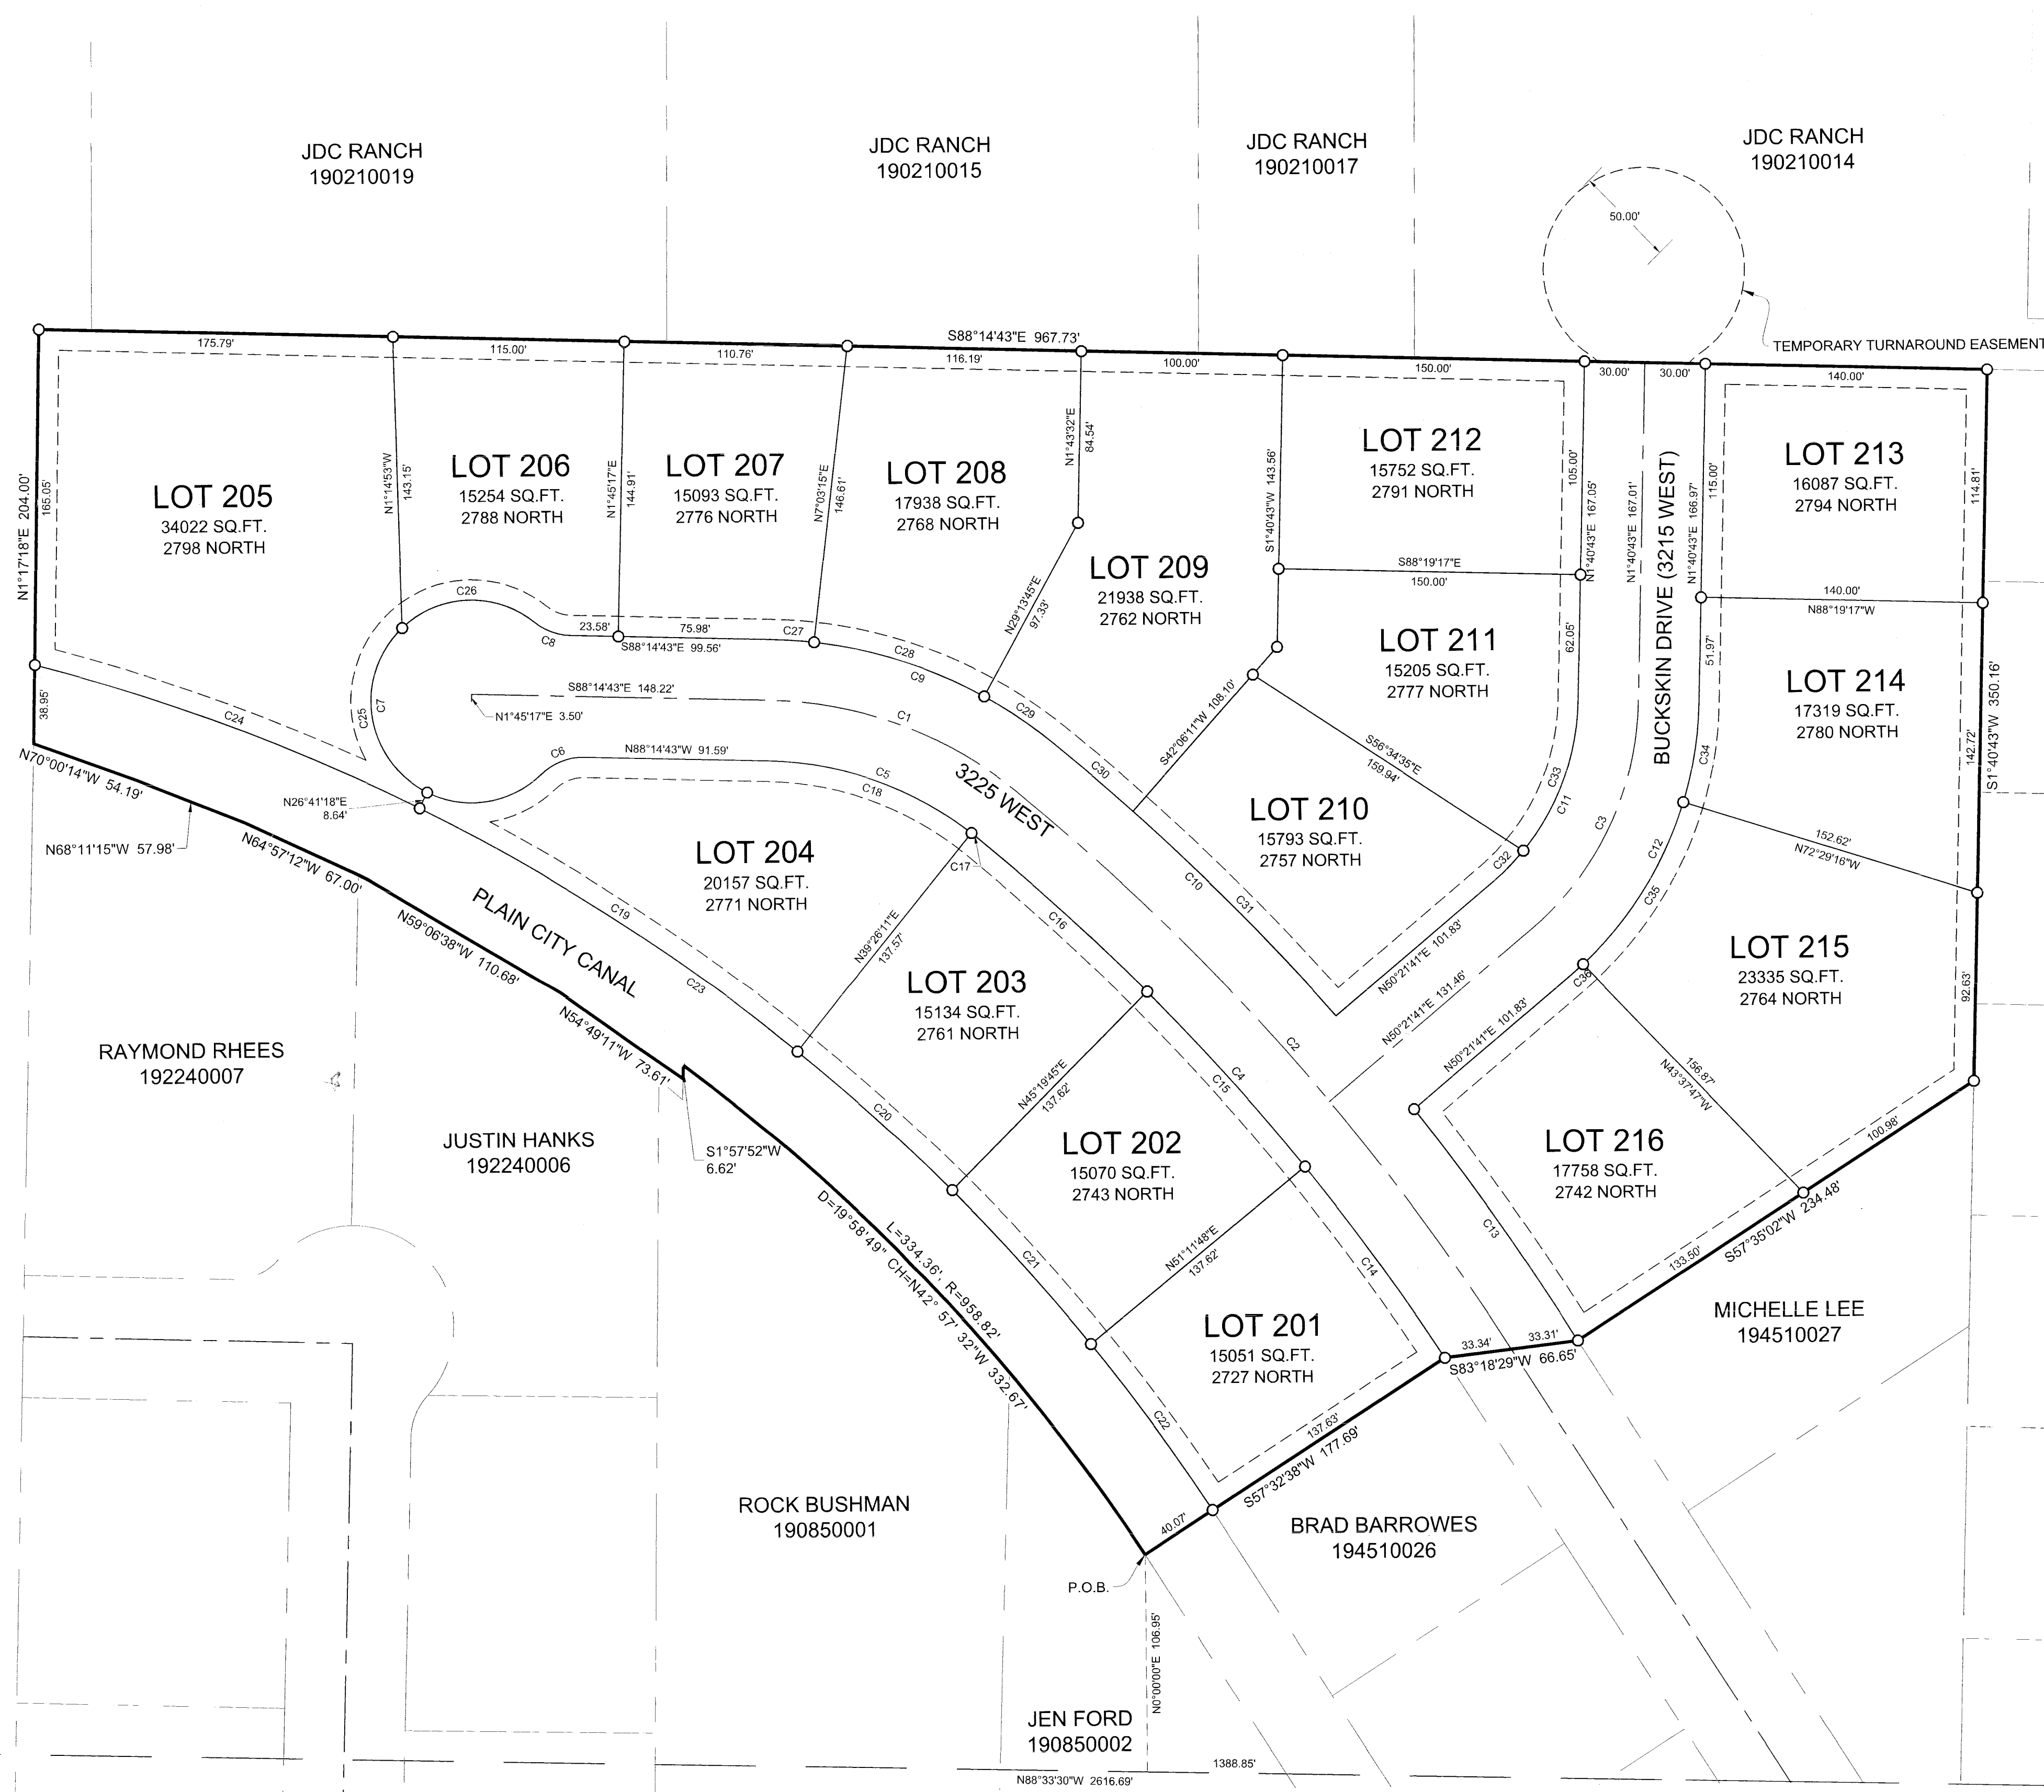 JDC RANCH
190210019
JDC RANCH
190210015
JDC RANCH
190210017
JDC RANCH
190210014
50.00'
TEMPORARY TURNAROUND EASEMENT
S88°14'43"E 967.73'
175.79'
115.00'
110.76'
116.19'
100.00'
150.00'
30.00'
30.00'
140.00'
N1°17'18"E 204.00'
165.05'
38.95'
LOT 205
34022 SQ.FT.
2798 NORTH
N1°14'53"W
143.15'
LOT 206
15254 SQ.FT.
2788 NORTH
N1°45'17"E
144.91'
LOT 207
15093 SQ.FT.
2776 NORTH
N7°03'15"E
146.61'
LOT 208
17938 SQ.FT.
2768 NORTH
N1°43'32"E
84.54'
N29°13'45"E
97.33'
LOT 209
21938 SQ.FT.
2762 NORTH
S1°40'43"W 143.56'
LOT 212
15752 SQ.FT.
2791 NORTH
105.00'
S88°19'17"E
150.00'
N1°40'43"E 167.05'
N1°40'43"E 167.01'
BUCKSKIN DRIVE (3215 WEST)
N1°40'43"E 166.97'
115.00'
LOT 213
16087 SQ.FT.
2794 NORTH
114.81'
140.00'
N88°19'17"W
LOT 211
15205 SQ.FT.
2777 NORTH
62.05'
51.97'
LOT 214
17319 SQ.FT.
2780 NORTH
142.72'
S1°40'43"W 350.16'
C26
C8
23.58'
75.98'
S88°14'43"E 99.56'
C27
C28
C9
C29
C25
C7
S88°14'43"E 148.22'
N1°45'17"E 3.50'
C1
C24
N70°00'14"W 54.19'
C6
N88°14'43"W 91.59'
C5
C18
C30
S42°06'11"W 108.10'
S56°34'35"E
159.94'
C33
C11
C3
C34
C12
152.62'
N72°29'16"W
N26°41'18"E
8.64'
N68°11'15"W 57.98'
N64°57'12"W 67.00'
3225 WEST
LOT 210
15793 SQ.FT.
2757 NORTH
C32
C10
C31
C35
LOT 204
20157 SQ.FT.
2771 NORTH
C17
C16
C19
PLAIN CITY CANAL
N59°06'38"W 110.68'
N39°26'11"E
137.57'
C23
N50°21'41"E 101.83'
N50°21'41"E 131.46'
N50°21'41"E 101.83'
C36
LOT 215
23335 SQ.FT.
2764 NORTH
92.63'
LOT 203
15134 SQ.FT.
2761 NORTH
N54°49'11"W 73.61'
C2
C4
C15
C20
N45°19'45"E
137.62'
156.87'
N43°37'47"W
RAYMOND RHEES
192240007
JUSTIN HANKS
192240006
S1°57'52"W
6.62'
LOT 202
15070 SQ.FT.
2743 NORTH
LOT 216
17758 SQ.FT.
2742 NORTH
100.98'
C13
S57°35'02"W 234.48'
133.50'
L=334.36', R=958.82'
D=19°58'49" CH=N42° 57' 32"W 332.67'
C21
N51°11'48"E
137.62'
C14
LOT 201
15051 SQ.FT.
2727 NORTH
33.34'
33.31'
S83°18'29"W 66.65'
MICHELLE LEE
194510027
C22
137.63'
S57°32'38"W 177.69'
40.07'
ROCK BUSHMAN
190850001
BRAD BARROWES
194510026
P.O.B.
N0°00'00"E 106.95'
JEN FORD
190850002
1388.85'
N88°33'30"W 2616.69'